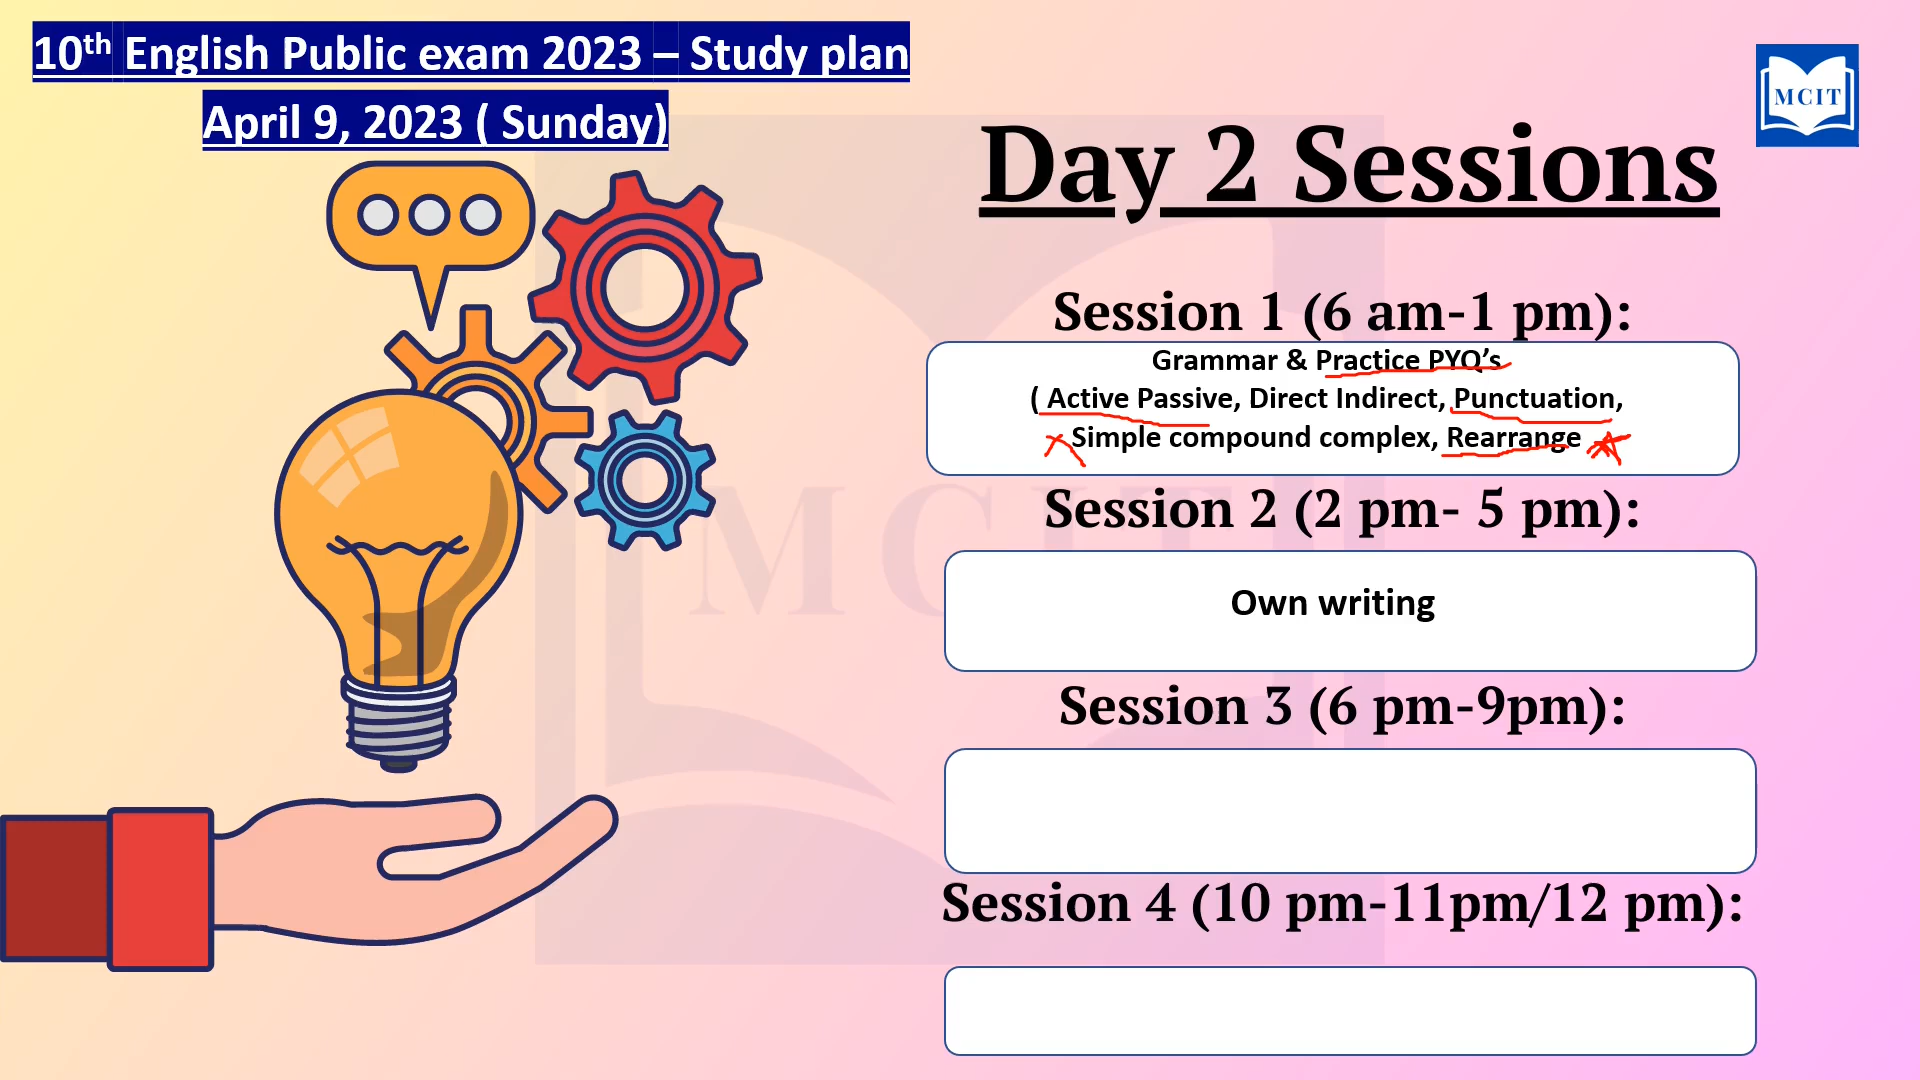 10th English Public exam 2023 – Study plan
April 9, 2023 ( Sunday)
MCIT
Day 2 Sessions
Session 1 (6 am-1 pm):
Grammar & Practice PYQ’s
( Active Passive, Direct Indirect, Punctuation,
Simple compound complex, Rearrange
Session 2 (2 pm- 5 pm):
Own writing
Session 3 (6 pm-9pm):
Session 4 (10 pm-11pm/12 pm):
MCIT